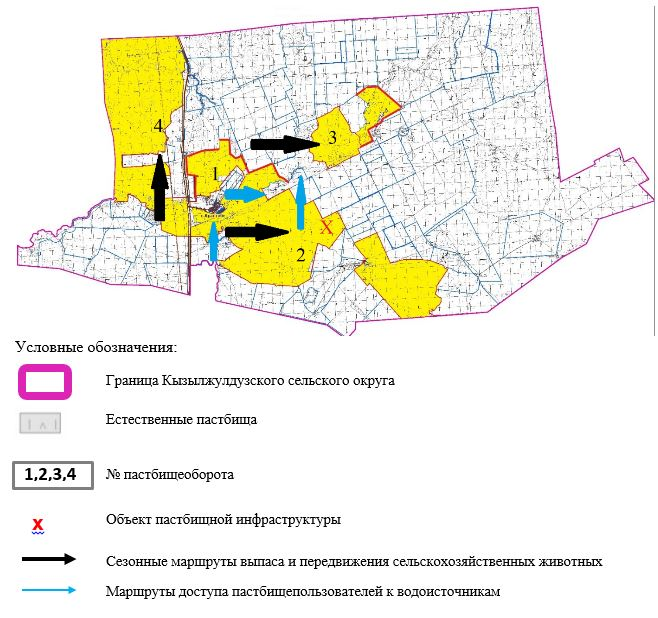 4
3
1
X
2
Условные обозначения:
Граница Кызылжулдузского сельского округа
Естественные пастбища
1,2,3,4 № пастбищеоборота
X Объект пастбищной инфраструктуры
Сезонные маршруты выпаса и передвижения сельскохозяйственных животных
Маршруты доступа пастбищепользователей к водоисточникам